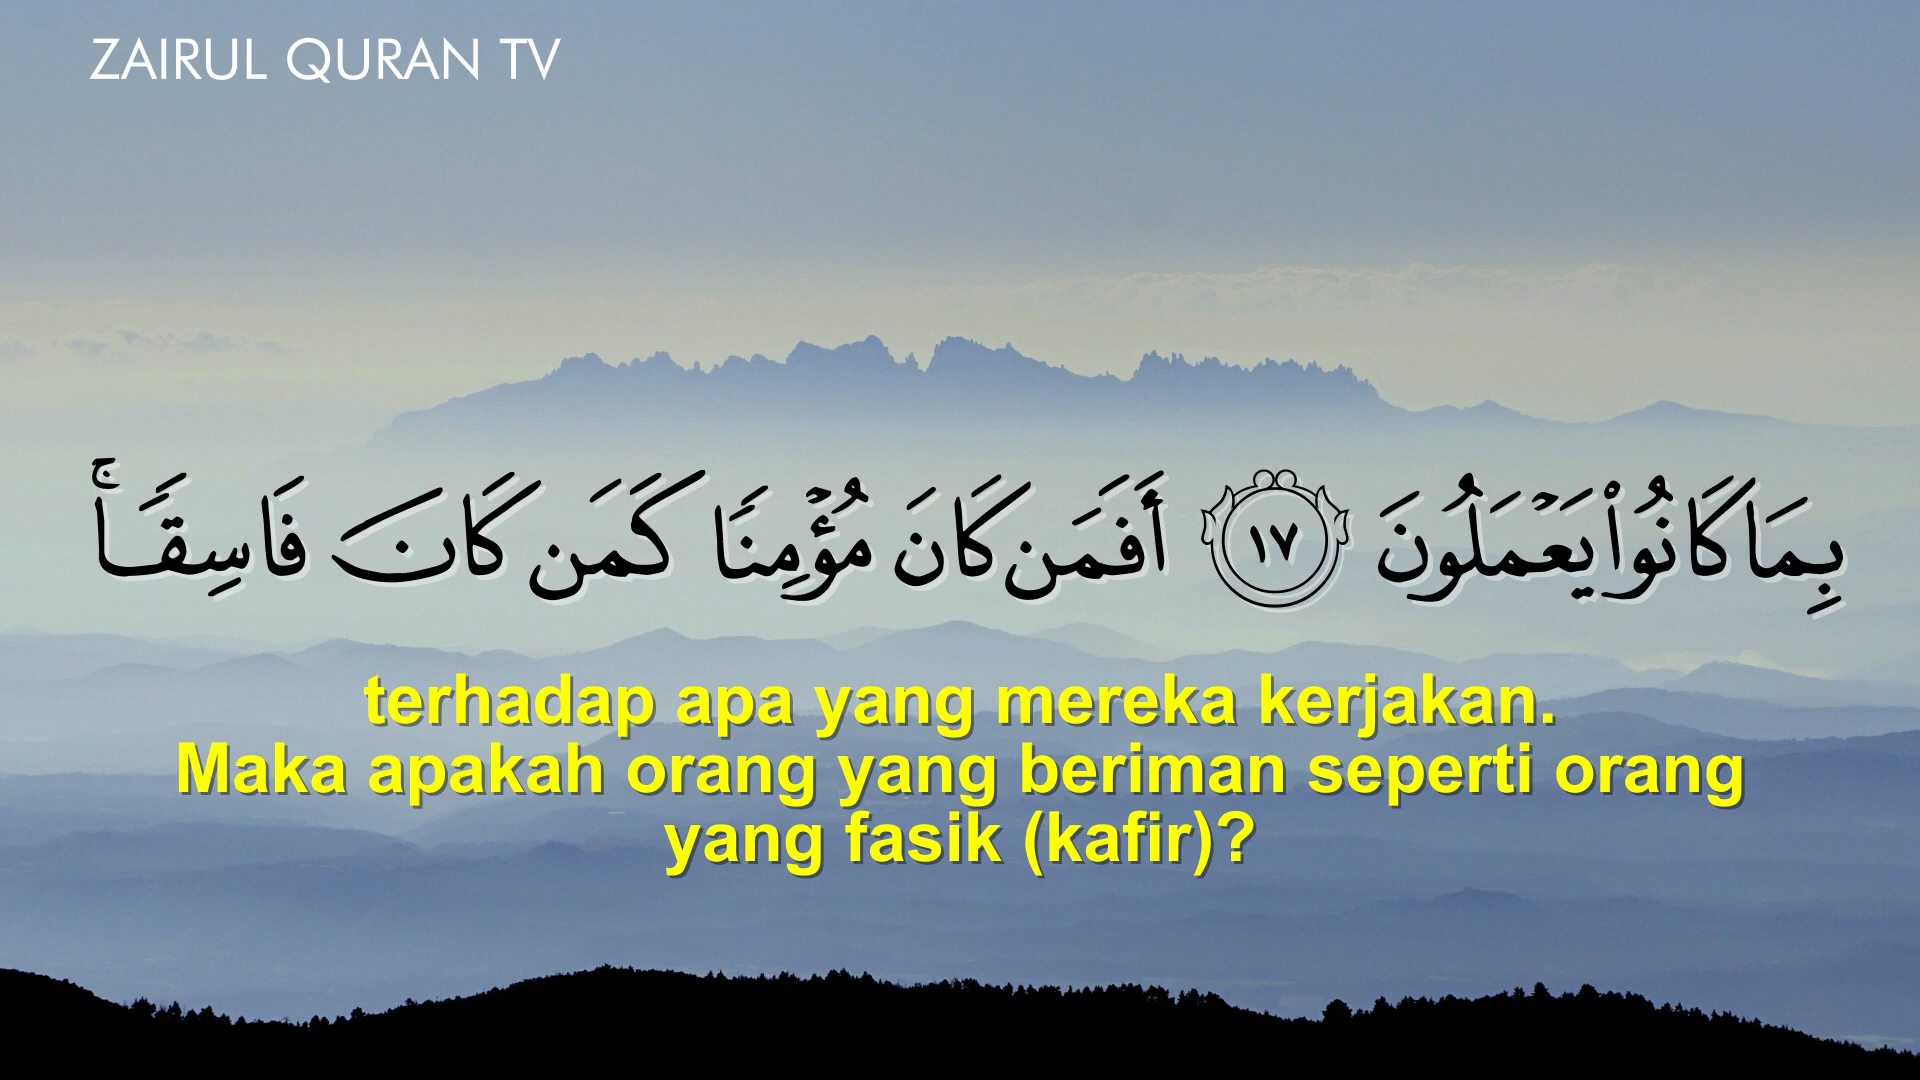 ZAIRUL QURAN TV
بِمَا كَانُوا۟ يَعْمَلُونَ ١٧ أَفَمَن كَانَ مُؤْمِنًا كَمَن كَانَ فَاسِقًا ۚ
terhadap apa yang mereka kerjakan.
Maka apakah orang yang beriman seperti orang
yang fasik (kafir)?